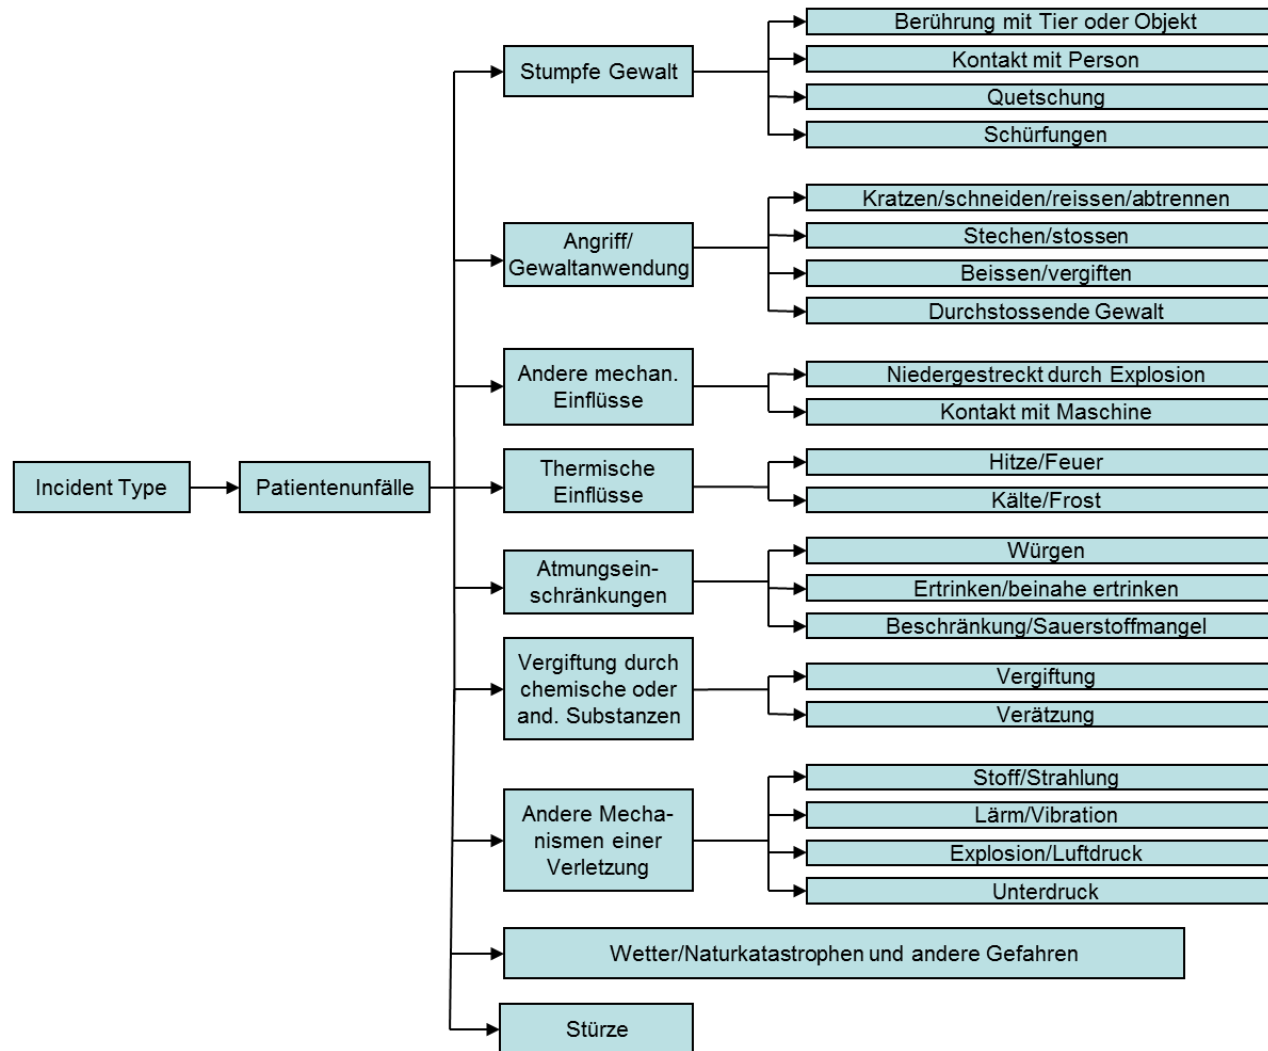 Incident Type
Patientenunfälle
Stumpfe Gewalt
Berührung mit Tier oder Objekt
Kontakt mit Person
Quetschung
Schürfungen
Angriff/
Gewaltanwendung
Kratzen/schneiden/reissen/abtrennen
Stechen/stossen
Beissen/vergiften
Durchstossende Gewalt
Andere mechan.
Einflüsse
Niedergestreckt durch Explosion
Kontakt mit Maschine
Thermische
Einflüsse
Hitze/Feuer
Kälte/Frost
Atmungsein-
schränkungen
Würgen
Ertrinken/beinahe ertrinken
Beschränkung/Sauerstoffmangel
Vergiftung durch
chemische oder
and. Substanzen
Vergiftung
Verätzung
Andere Mecha-
nismen einer
Verletzung
Stoff/Strahlung
Lärm/Vibration
Explosion/Luftdruck
Unterdruck
Wetter/Naturkatastrophen und andere Gefahren
Stürze